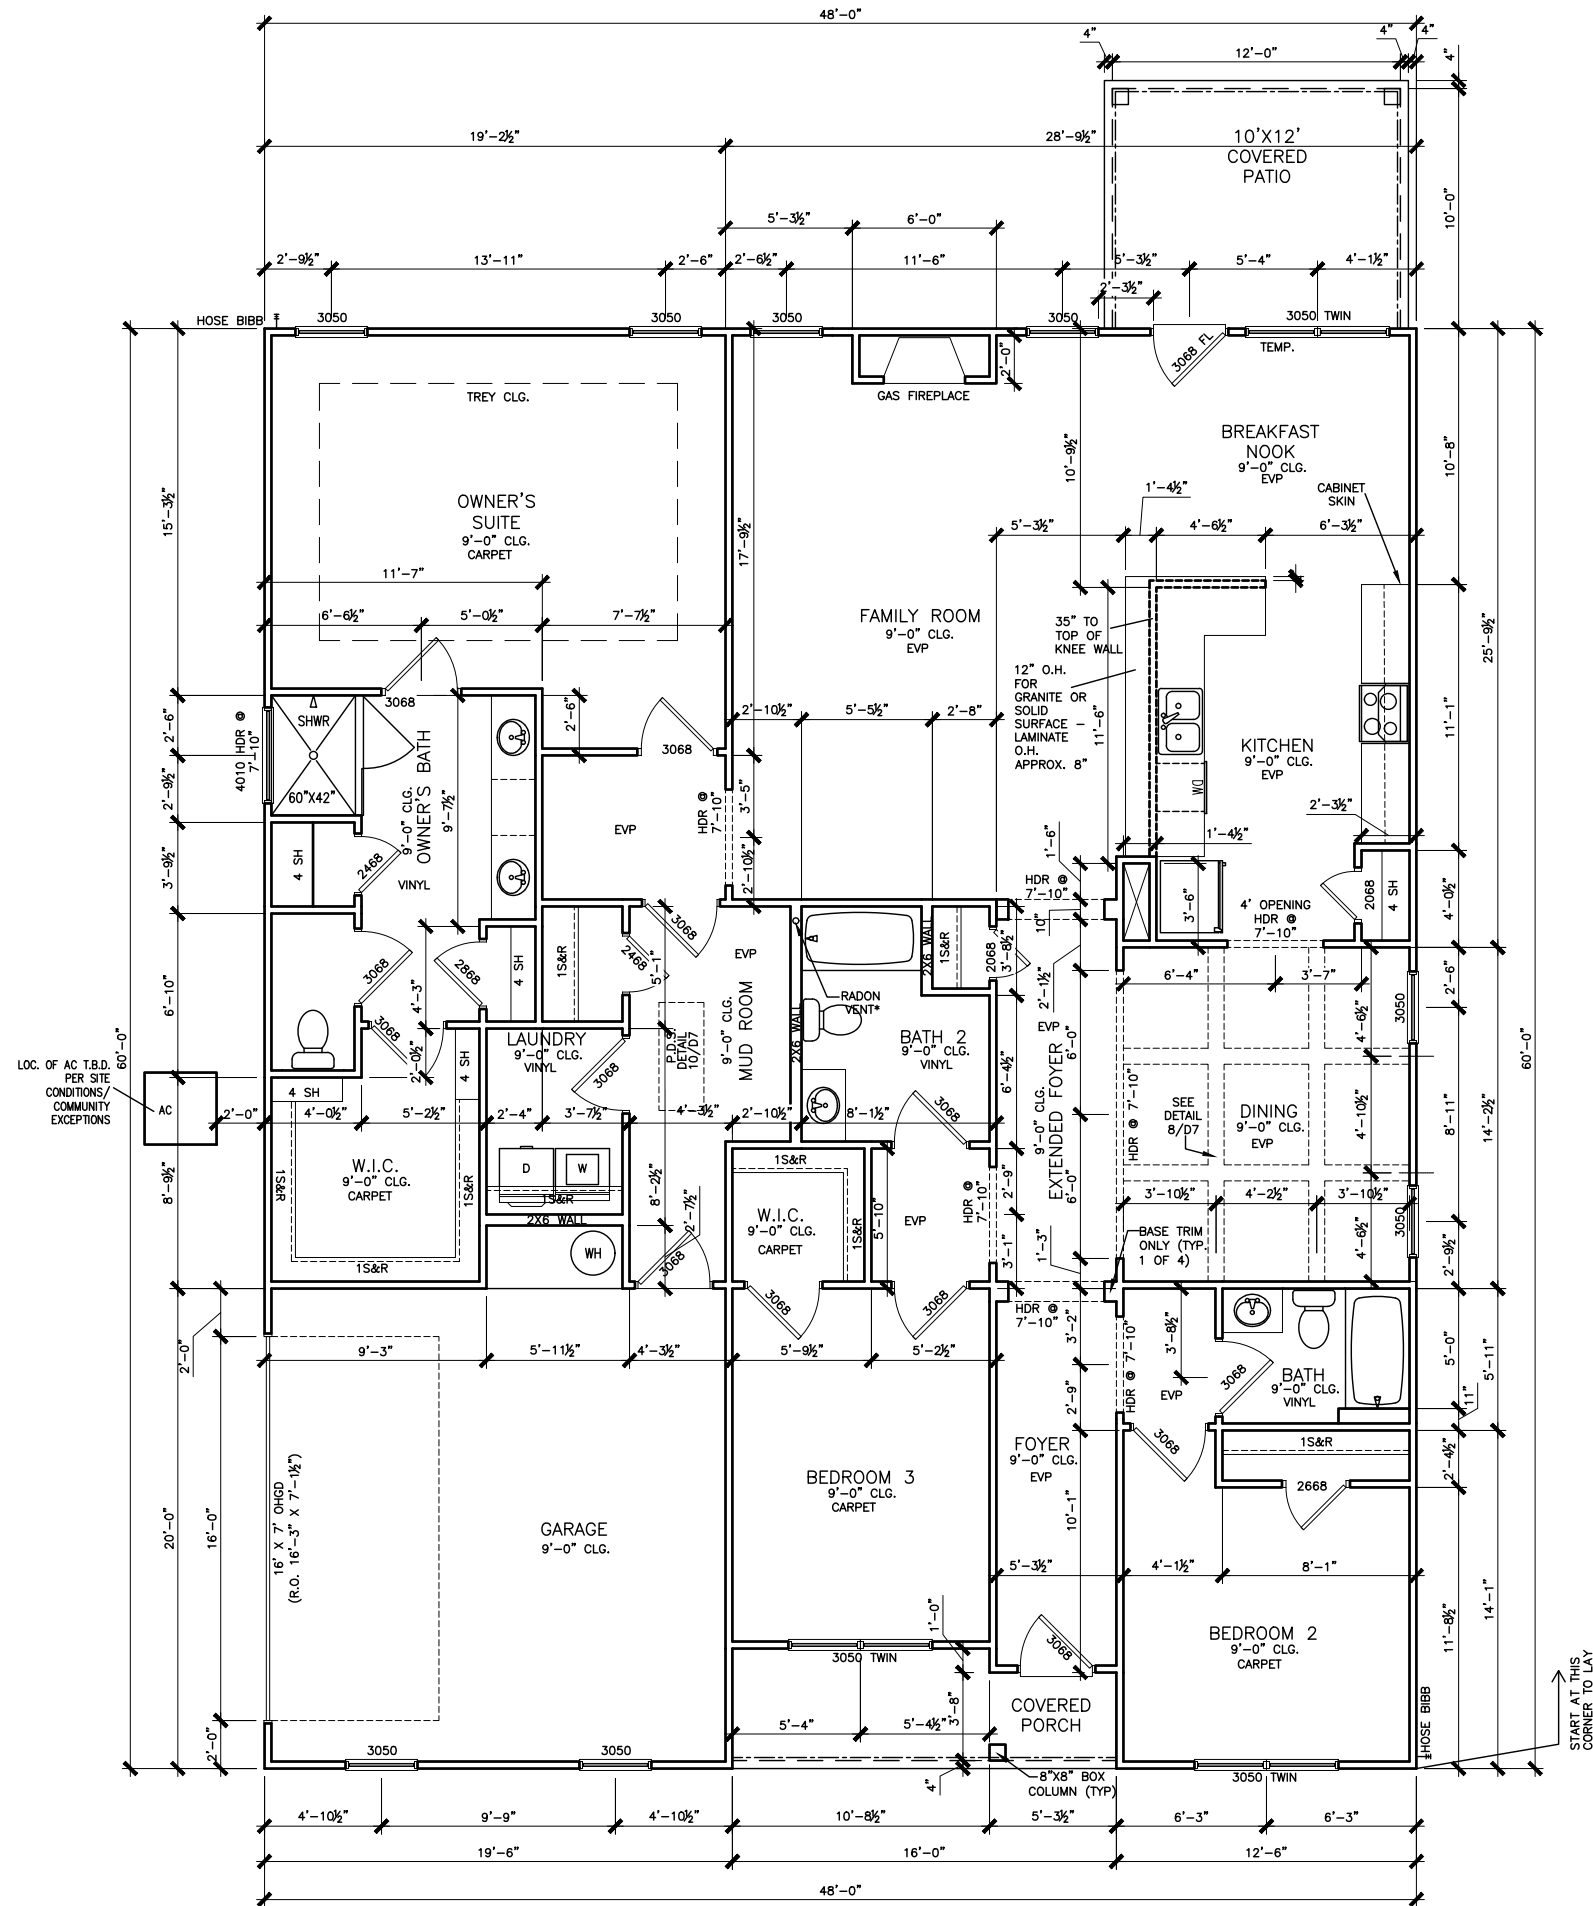 48'-0"
4"
4"
4"
12'-0"
4"
19'-2½"
28'-9½"
10'X12'
COVERED
PATIO
10'-0"
5'-3½"
6'-0"
2'-9½"
13'-11"
2'-6"
2'-6½"
11'-6"
5'-3½"
5'-4"
4'-1½"
2'-3½"
HOSE BIBB
3050
3050
3050
3050
3050 TWIN
TEMP.
3068 FL
2'-0"
TREY CLG.
GAS FIREPLACE
BREAKFAST
NOOK
9'-0" CLG.
EVP
10'-9½"
10'-8"
15'-3½"
17'-9½"
OWNER'S
SUITE
9'-0" CLG.
CARPET
CABINET
SKIN
1'-4½"
5'-3½"
4'-6½"
6'-3½"
11'-7"
6'-6½"
5'-0½"
7'-7½"
FAMILY ROOM
9'-0" CLG.
EVP
35" TO
TOP OF
KNEE WALL
25'-9½"
12" O.H.
FOR
GRANITE OR
SOLID
SURFACE –
LAMINATE
O.H.
APPROX. 8"
11'-6"
11'-1"
3068
SHWR
60"X42"
4010 HDR @
7'-10"
2'-6"
2'-9½"
2'-6"
3068
2'-10½"
5'-5½"
2'-8"
KITCHEN
9'-0" CLG.
EVP
DW
OWNER'S BATH
9'-0" CLG.
9'-7½"
VINYL
EVP
HDR @
7'-10"
3'-5"
2'-10½"
2'-3½"
1'-4½"
1'-6"
3'-9½"
4 SH
2468
HDR @
7'-10"
3'-6"
2068
4 SH
4'-0½"
4' OPENING
HDR @
7'-10"
10"
3068
2868
4 SH
4'-3"
1S&R
3068
2468
5'-1"
EVP
RADON
VENT*
2X6 WALL
2X6 WALL
1S&R
2068
3'-8½"
2'-1½"
6'-4"
3'-7"
2'-6"
3050
4'-6½"
6'-10"
60'-0"
60'-0"
3068
2'-0½"
LAUNDRY
9'-0" CLG.
VINYL
3068
P.D.S.
DETAIL
10/D7
MUD ROOM
9'-0" CLG.
BATH 2
9'-0" CLG.
VINYL
6'-4½"
EVP
6'-0"
EXTENDED FOYER
9'-0" CLG.
6'-0"
HDR @ 7'-10"
SEE
DETAIL
8/D7
DINING
9'-0" CLG.
EVP
4'-10½"
8'-11"
14'-2½"
LOC. OF AC T.B.D.
PER SITE
CONDITIONS/
COMMUNITY
EXCEPTIONS
AC
2'-0"
4 SH
4 SH
4'-0½"
5'-2½"
2'-4"
3'-7½"
4'-3½"
2'-10½"
8'-1½"
3068
8'-9½"
1S&R
W.I.C.
9'-0" CLG.
CARPET
1S&R
1S&R
D
W
1S&R
2X6 WALL
WH
8'-2½"
2'-7½"
3068
1S&R
W.I.C.
9'-0" CLG.
CARPET
1S&R
5'-10"
EVP
HDR @
7'-10"
2'-9"
3'-1"
1'-3"
3'-10½"
4'-2½"
3'-10½"
3050
4'-6½"
2'-9½"
BASE TRIM
ONLY (TYP.
1 OF 4)
3068
3068
HDR @
7'-10"
3'-2"
HDR @ 7'-10"
3'-8½"
EVP
3068
BATH
9'-0" CLG.
VINYL
5'-0"
5'-11"
11"
2'-0"
9'-3"
5'-11½"
4'-3½"
5'-9½"
5'-2½"
2'-9"
FOYER
9'-0" CLG.
EVP
3068
1S&R
2668
2'-4½"
16' X 7' OHGD
(R.O. 16'-3" X 7'-1½")
16'-0"
20'-0"
GARAGE
9'-0" CLG.
BEDROOM 3
9'-0" CLG.
CARPET
10'-1"
5'-3½"
4'-1½"
8'-1"
14'-1"
11'-8½"
BEDROOM 2
9'-0" CLG.
CARPET
1'-0"
3068
3050 TWIN
3'-8"
COVERED
PORCH
5'-4"
5'-4½"
2'-0"
4"
3050
3050
8"X8" BOX
COLUMN (TYP)
3050 TWIN
HOSE BIBB
START AT THIS
CORNER TO LAY
4'-10½"
9'-9"
4'-10½"
10'-8½"
5'-3½"
6'-3"
6'-3"
19'-6"
16'-0"
12'-6"
48'-0"